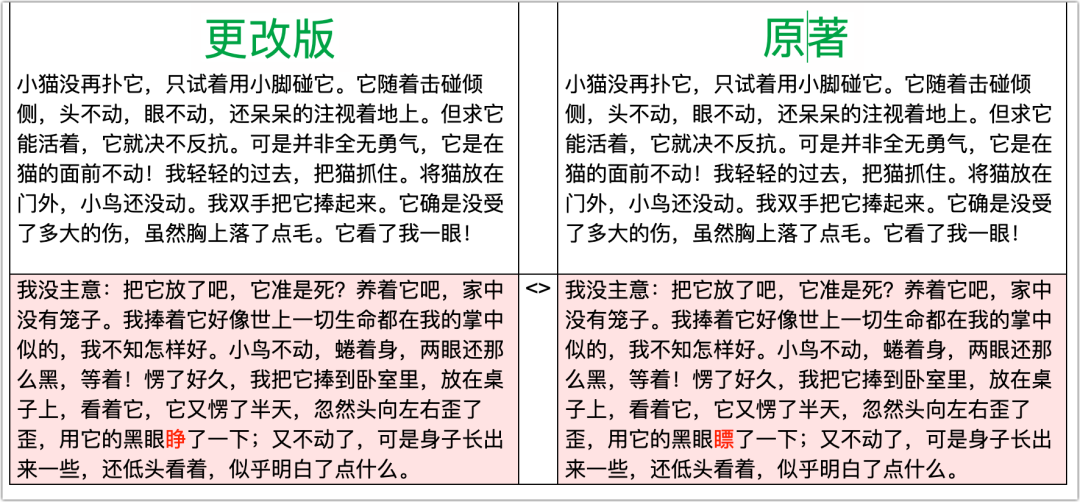 更改版
小猫没再扑它，只试着用小脚碰它。它随着击碰倾
侧，头不动，眼不动，还呆呆的注视着地上。但求它
能活着，它就决不反抗。可是并非全无勇气，它是在
猫的面前不动！我轻轻的过去，把猫抓住。将猫放在
门外，小鸟还没动。我双手把它捧起来。它确是没受
了多大的伤，虽然胸上落了点毛。它看了我一眼！
原著
小猫没再扑它，只试着用小脚碰它。它随着击碰倾
侧，头不动，眼不动，还呆呆的注视着地上。但求它
能活着，它就决不反抗。可是并非全无勇气，它是在
猫的面前不动！我轻轻的过去，把猫抓住。将猫放在
门外，小鸟还没动。我双手把它捧起来。它确是没受
了多大的伤，虽然胸上落了点毛。它看了我一眼！
我没主意：把它放了吧，它准是死？养着它吧，家中
没有笼子。我捧着它好像世上一切生命都在我的掌中
似的，我不知怎样好。小鸟不动，蜷着身，两眼还那
么黑，等着！愣了好久，我把它捧到卧室里，放在桌
子上，看着它，它又愣了半天，忽然头向左右歪了
歪，用它的黑眼睁了一下；又不动了，可是身子长出
来一些，还低头看着，似乎明白了点什么。
<>
我没主意：把它放了吧，它准是死？养着它吧，家中
没有笼子。我捧着它好像世上一切生命都在我的掌中
似的，我不知怎样好。小鸟不动，蜷着身，两眼还那
么黑，等着！愣了好久，我把它捧到卧室里，放在桌
子上，看着它，它又愣了半天，忽然头向左右歪了
歪，用它的黑眼瞟了一下；又不动了，可是身子长出
来一些，还低头看着，似乎明白了点什么。